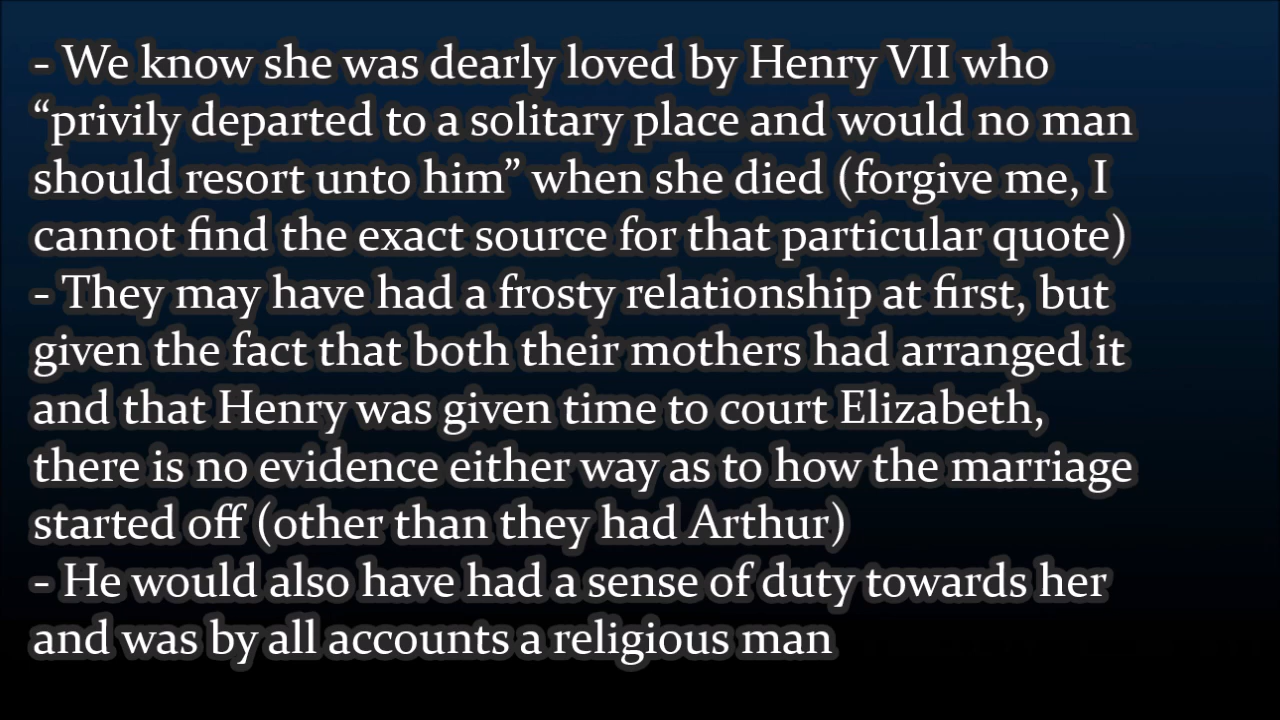 - We know she was dearly loved by Henry VII who
“privily departed to a solitary place and would no man
should resort unto him” when she died (forgive me, I
cannot find the exact source for that particular quote)
- They may have had a frosty relationship at first, but
given the fact that both their mothers had arranged it
and that Henry was given time to court Elizabeth,
there is no evidence either way as to how the marriage
started off (other than they had Arthur)
- He would also have had a sense of duty towards her
and was by all accounts a religious man